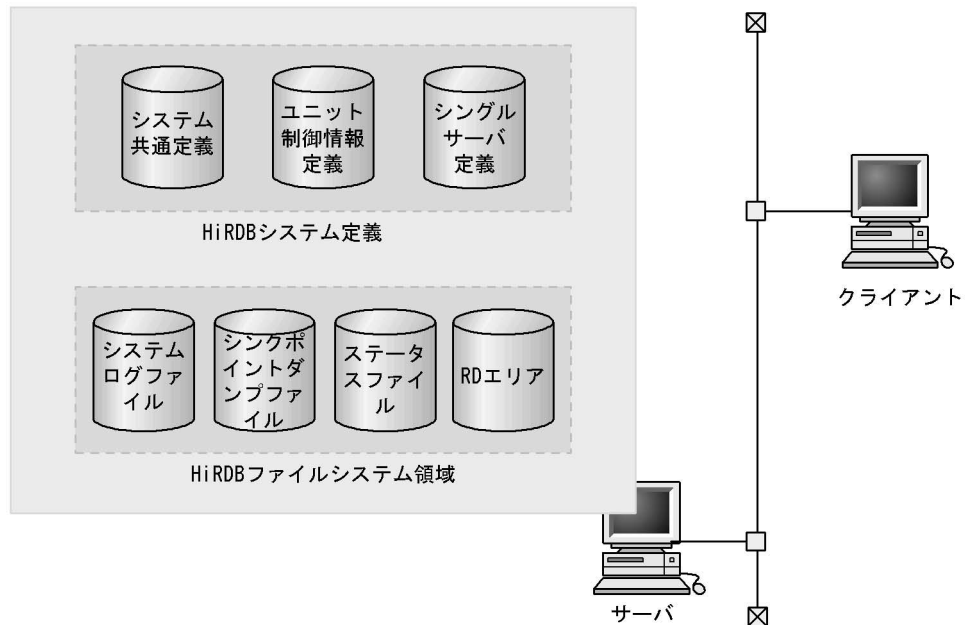 システム
共通定義
ユニット
制御情報
定義
シングル
サーバ
定義
HiRDBシステム定義
システム
ログファ
イル
シンクポ
イントダ
ンプファ
イル
ステータ
スファイ
ル
RDエリア
HiRDBファイルシステム領域
クライアント
サーバ